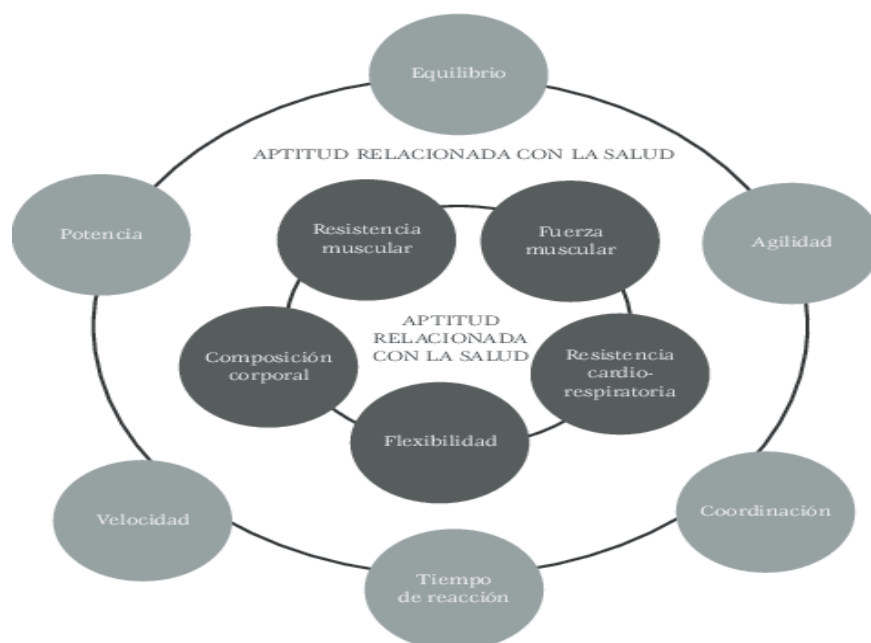 Equilibrio
APTITUD RELACIONADA CON LA SALUD
Potencia
Resistencia
muscular
Fuerza
muscular
Agilidad
APTITUD
RELACIONADA
CON LA SALUD
Composición
corporal
Resistencia
cardio-
respiratoria
Flexibilidad
Velocidad
Coordinación
Tiempo
de reacción